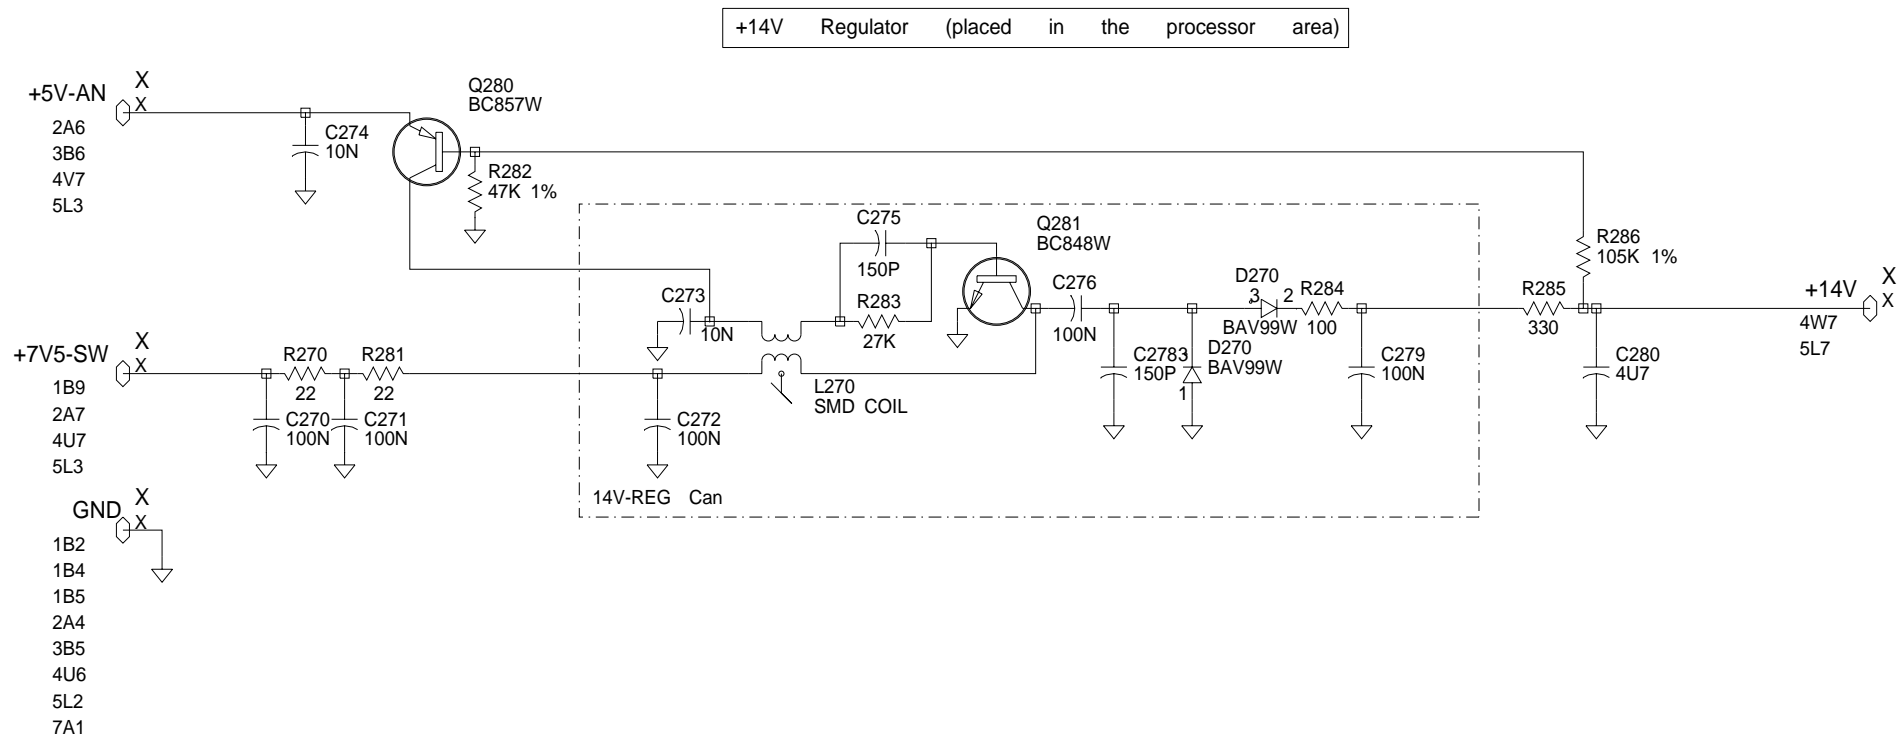 +14V Regulator (placed in the processor area)
+5V-AN
X
X
2A6
3B6
4V7
5L3
C274
10N
Q280
BC857W
R282
47K 1%
C275
150P
R283
27K
Q281
BC848W
C273
10N
C276
100N
D270
3
2
BAV99W
R284
100
R285
330
R286
105K 1%
+14V
X
X
4W7
5L7
+7V5-SW
X
X
1B9
2A7
4U7
5L3
R270
22
R281
22
C270
100N
C271
100N
C272
100N
L270
SMD COIL
C2783
150P
D270
BAV99W
1
C279
100N
C280
4U7
14V-REG Can
GND
X
X
1B2
1B4
1B5
2A4
3B5
4U6
5L2
7A1